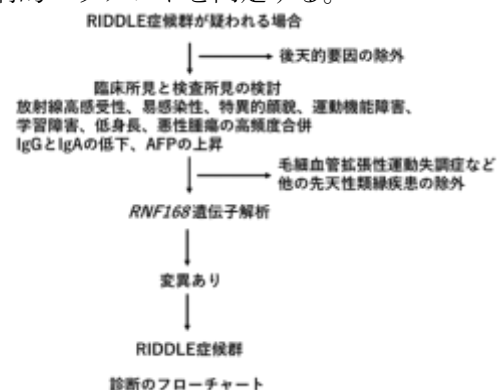 を同定する。
RIDDLE症候群が疑われる場合
後天的要因の除外
臨床所見と検査所見の検討
放射線高感受性、易感染性、特異的顔貌、運動機能障害、
学習障害、低身長、悪性腫瘍の高頻度合併
IgGとIgAの低下、AFPの上昇
毛細血管拡張性運動失調症など
他の先天性類縁疾患の除外
RNF168遺伝子解析
変異あり
RIDDLE症候群
診断のフローチャート